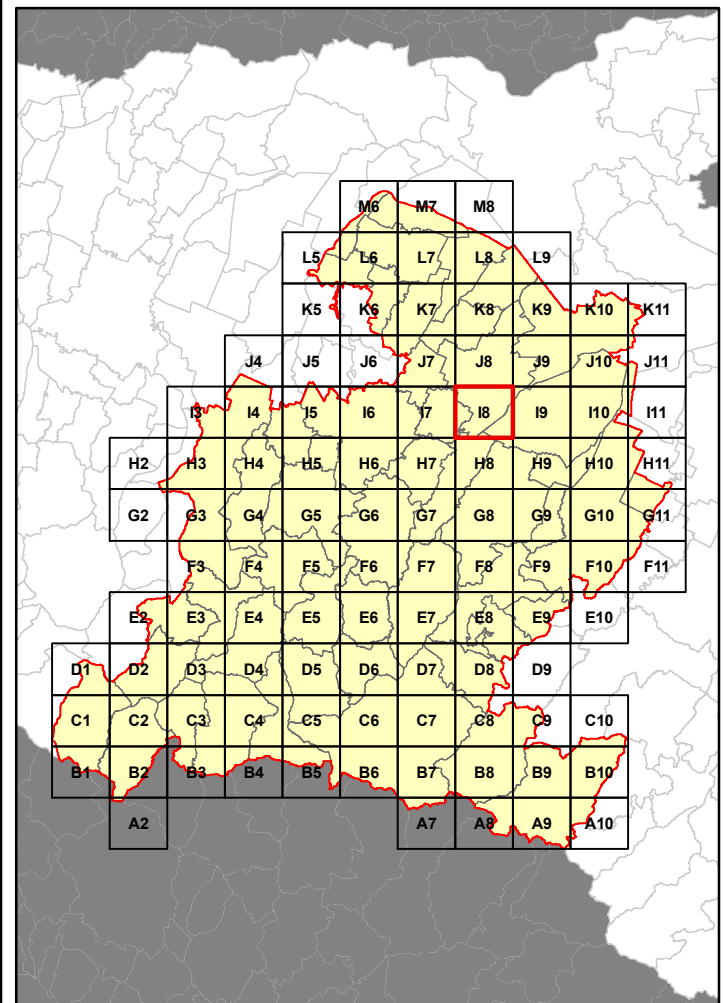 M6 M7 M8
L5 L6 L7 L8 L9
K5 K6 K7 K8 K9 K10 K11
J4 J5 J6 J7 J8 J9 J10 J11
I3 I4 I5 I6 I7 I8 I9 I10 I11
H2 H3 H4 H5 H6 H7 H8 H9 H10 H11
G2 G3 G4 G5 G6 G7 G8 G9 G10 G11
F3 F4 E5 F6 F7 F8 F9 F10 F11
E2 E3 E4 E5 E6 E7 E8 E9 E10
D1 D2 D3 D4 D5 D6 D7 D8 D9
C1 C2 C3 C4 C5 C6 C7 C8 C9 C10
B1 B2 B3 B4 B5 B6 B7 B8 B9 B10
A2 A7 A8 A9 A10